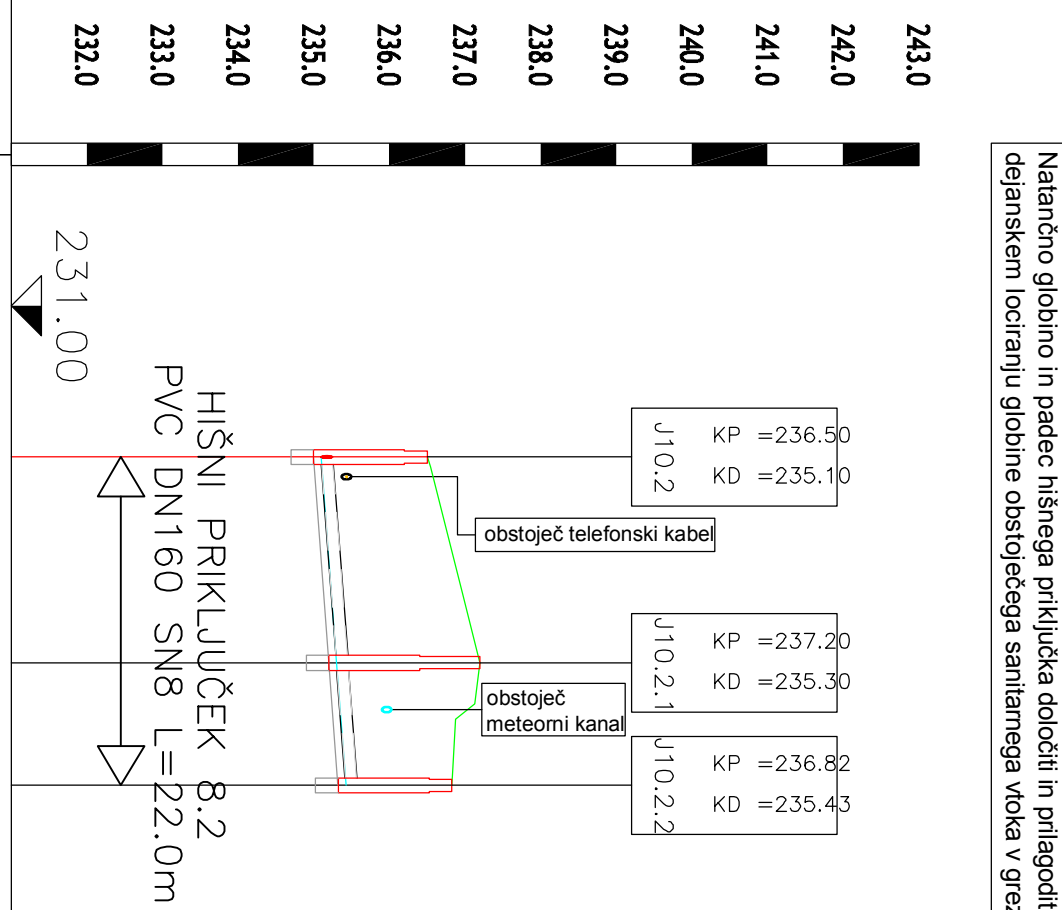 Natančno globino in padec hišnega priključka določiti in prilagoditi
dejanskem lociranju globine obstoječega sanitarnega vtoka v
243.0
242.0
241.0
240.0
239.0
238.0
237.0
236.0
235.0
234.0
233.0
232.0
231.00
KP =236.50
KD =235.10
J10.2
KP =237.20
KD =235.30
J10.2.1
KP =236.82
KD =235.43
J10.2.2
obstoječ telefonski kabel
obstoječ
meteorni kanal
HIŠNI PRIKLJUČEK 8.2
PVC DN160 SN8 L=22.0m